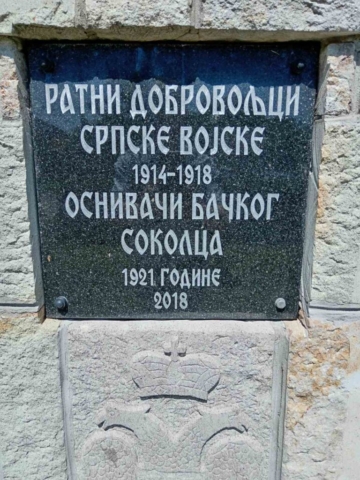 РАТНИ ДОБРОВОЉЦИ
СРПСКЕ ВОЈСКЕ
1914-1918
ОСНИВАЧИ БАЧКОГ
СОКОЛЦА
1921 ГОДИНЕ
2018